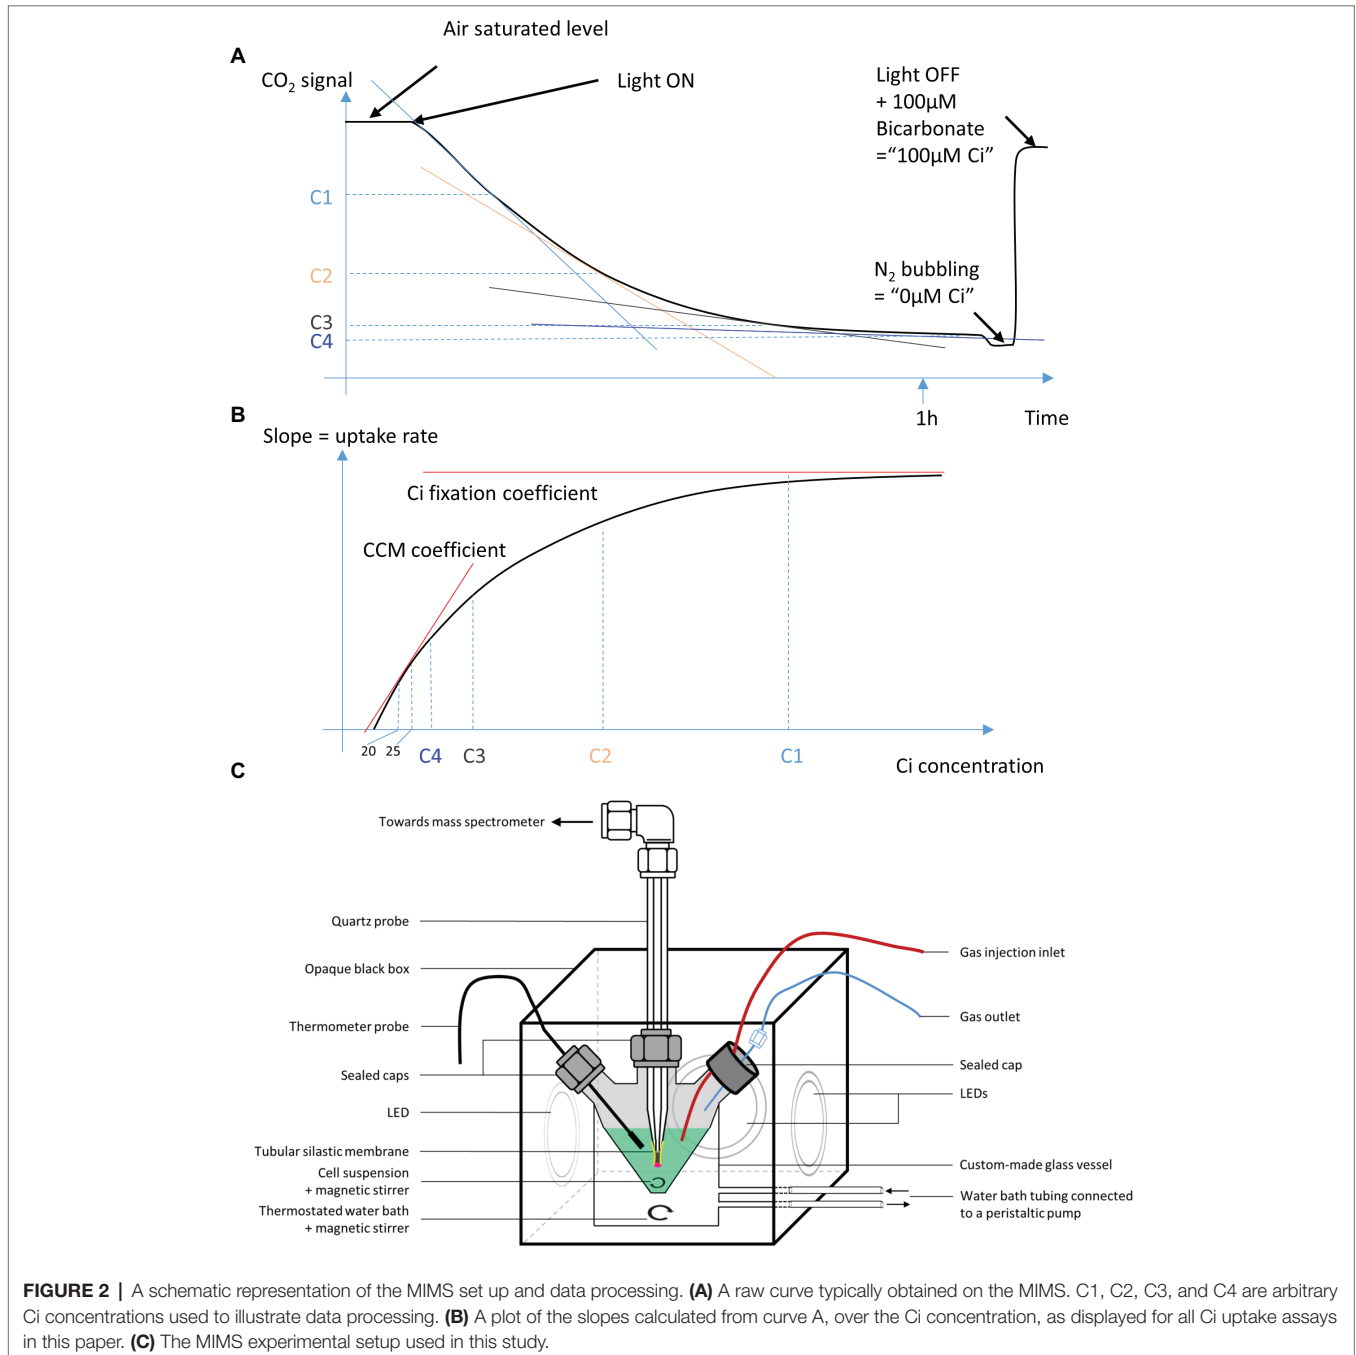 Air saturated level
A
CO2 signal
Light ON
Light OFF
+ 100µM
Bicarbonate
=“100µM Ci”
C1
C2
N2 bubbling
= “0µM Ci”
C3
C4
1h
Time
B
Slope = uptake rate
Ci fixation coefficient
CCM coefficient
20
25
C4
C3
C2
C1
Ci concentration
C
Towards mass spectrometer
Quartz probe
Gas injection inlet
Opaque black box
Gas outlet
Thermometer probe
Sealed cap
Sealed caps
LEDs
LED
Tubular silastic membrane
Custom-made glass vessel
Cell suspension
+ magnetic stirrer
Water bath tubing connected
to a peristaltic pump
Thermostated water bath
+ magnetic stirrer
FIGURE 2 | A schematic representation of the MIMS set up and data processing. (A) A raw curve typically obtained on the MIMS. C1, C2, C3, and C4 are arbitrary
Ci concentrations used to illustrate data processing. (B) A plot of the slopes calculated from curve A, over the Ci concentration, as displayed for all Ci uptake assays
in this paper. (C) The MIMS experimental setup used in this study.